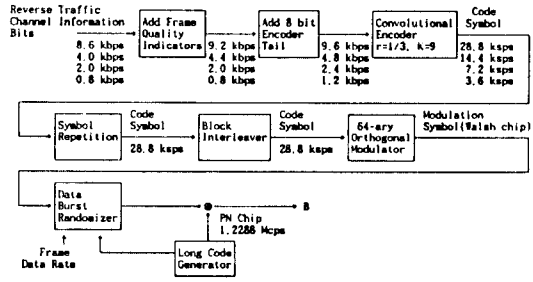 Reverse Traffic
Channel Information
Bits
8.6 kbps
4.0 kbps
2.0 kbps
0.8 kbps
Add Frame
Quality
Indicators
9.2 kbps
4.4 kbps
2.0 kbps
0.8 kbps
Add 8 bit
Encoder
Tail
9.6 kbps
4.8 kbps
2.4 kbps
1.2 kbps
Convolutional
Encoder
r=1/3, k=9
Code
Symbol
28.8 ksps
14.4 ksps
7.2 ksps
3.6 ksps
Symbol
Repetition
Code
Symbol
28.8 ksps
Block
Interleaver
Code
Symbol
28.8 ksps
64-ary
Orthogonal
Modulator
Modulation
Symbol(Walsh chip)
Data
Burst
Randomizer
B
PN Chip
1.2288 Mcps
Frame
Data Rate
Long Code
Generator